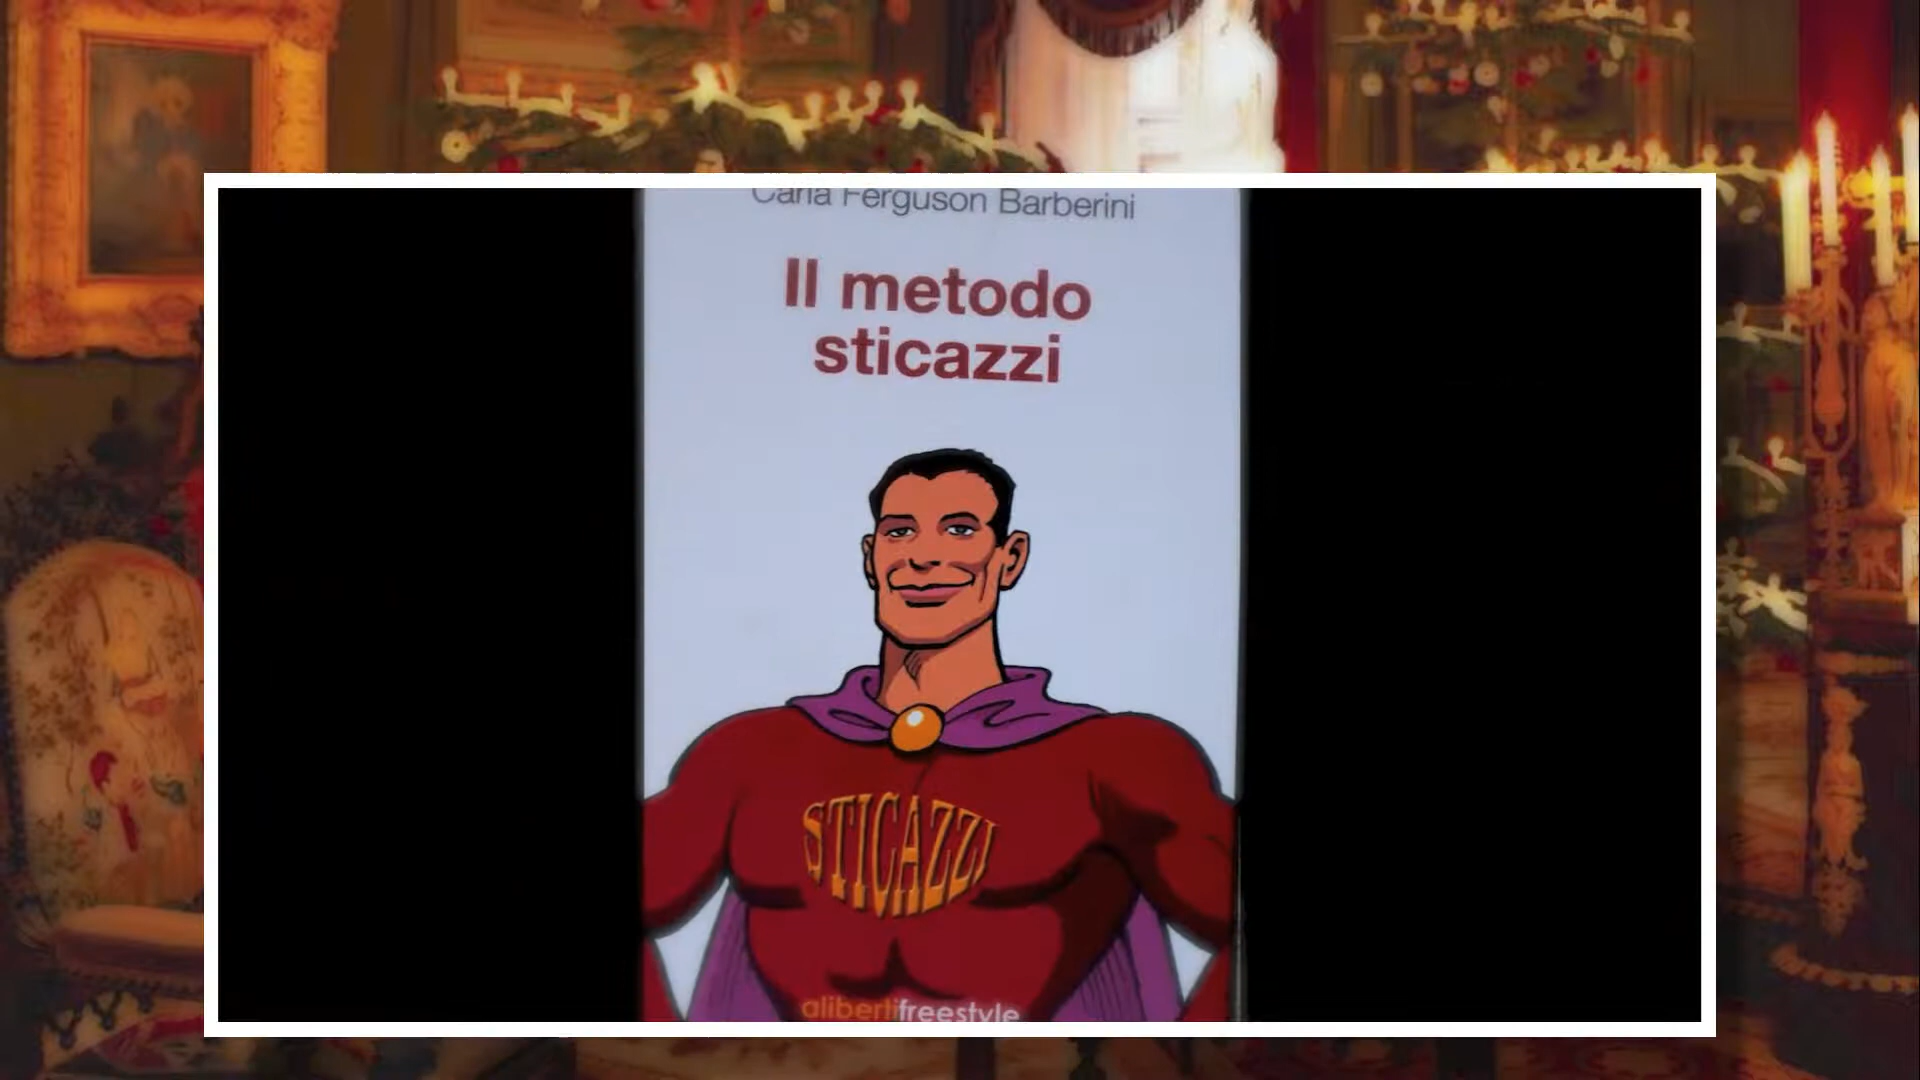 Carla Ferguson Barberini
Il metodo
sticazzi
STICAZZI
alibertifreestyle